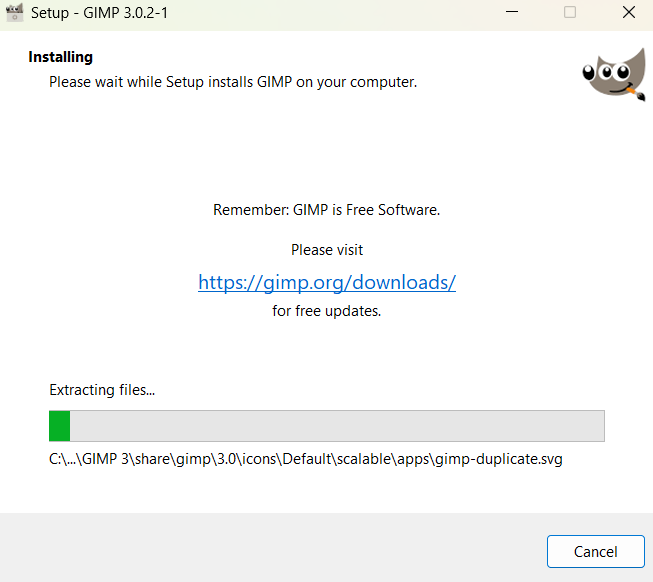 Setup - GIMP 3.0.2-1
Installing
Please wait while Setup installs GIMP on your computer.
Remember: GIMP is Free Software.
Please visit
https://gimp.org/downloads/
for free updates.
Extracting files...
C:\...\GIMP 3\share\gimp\3.0\icons\Default\scalable\apps\gimp-duplicate.svg
Cancel